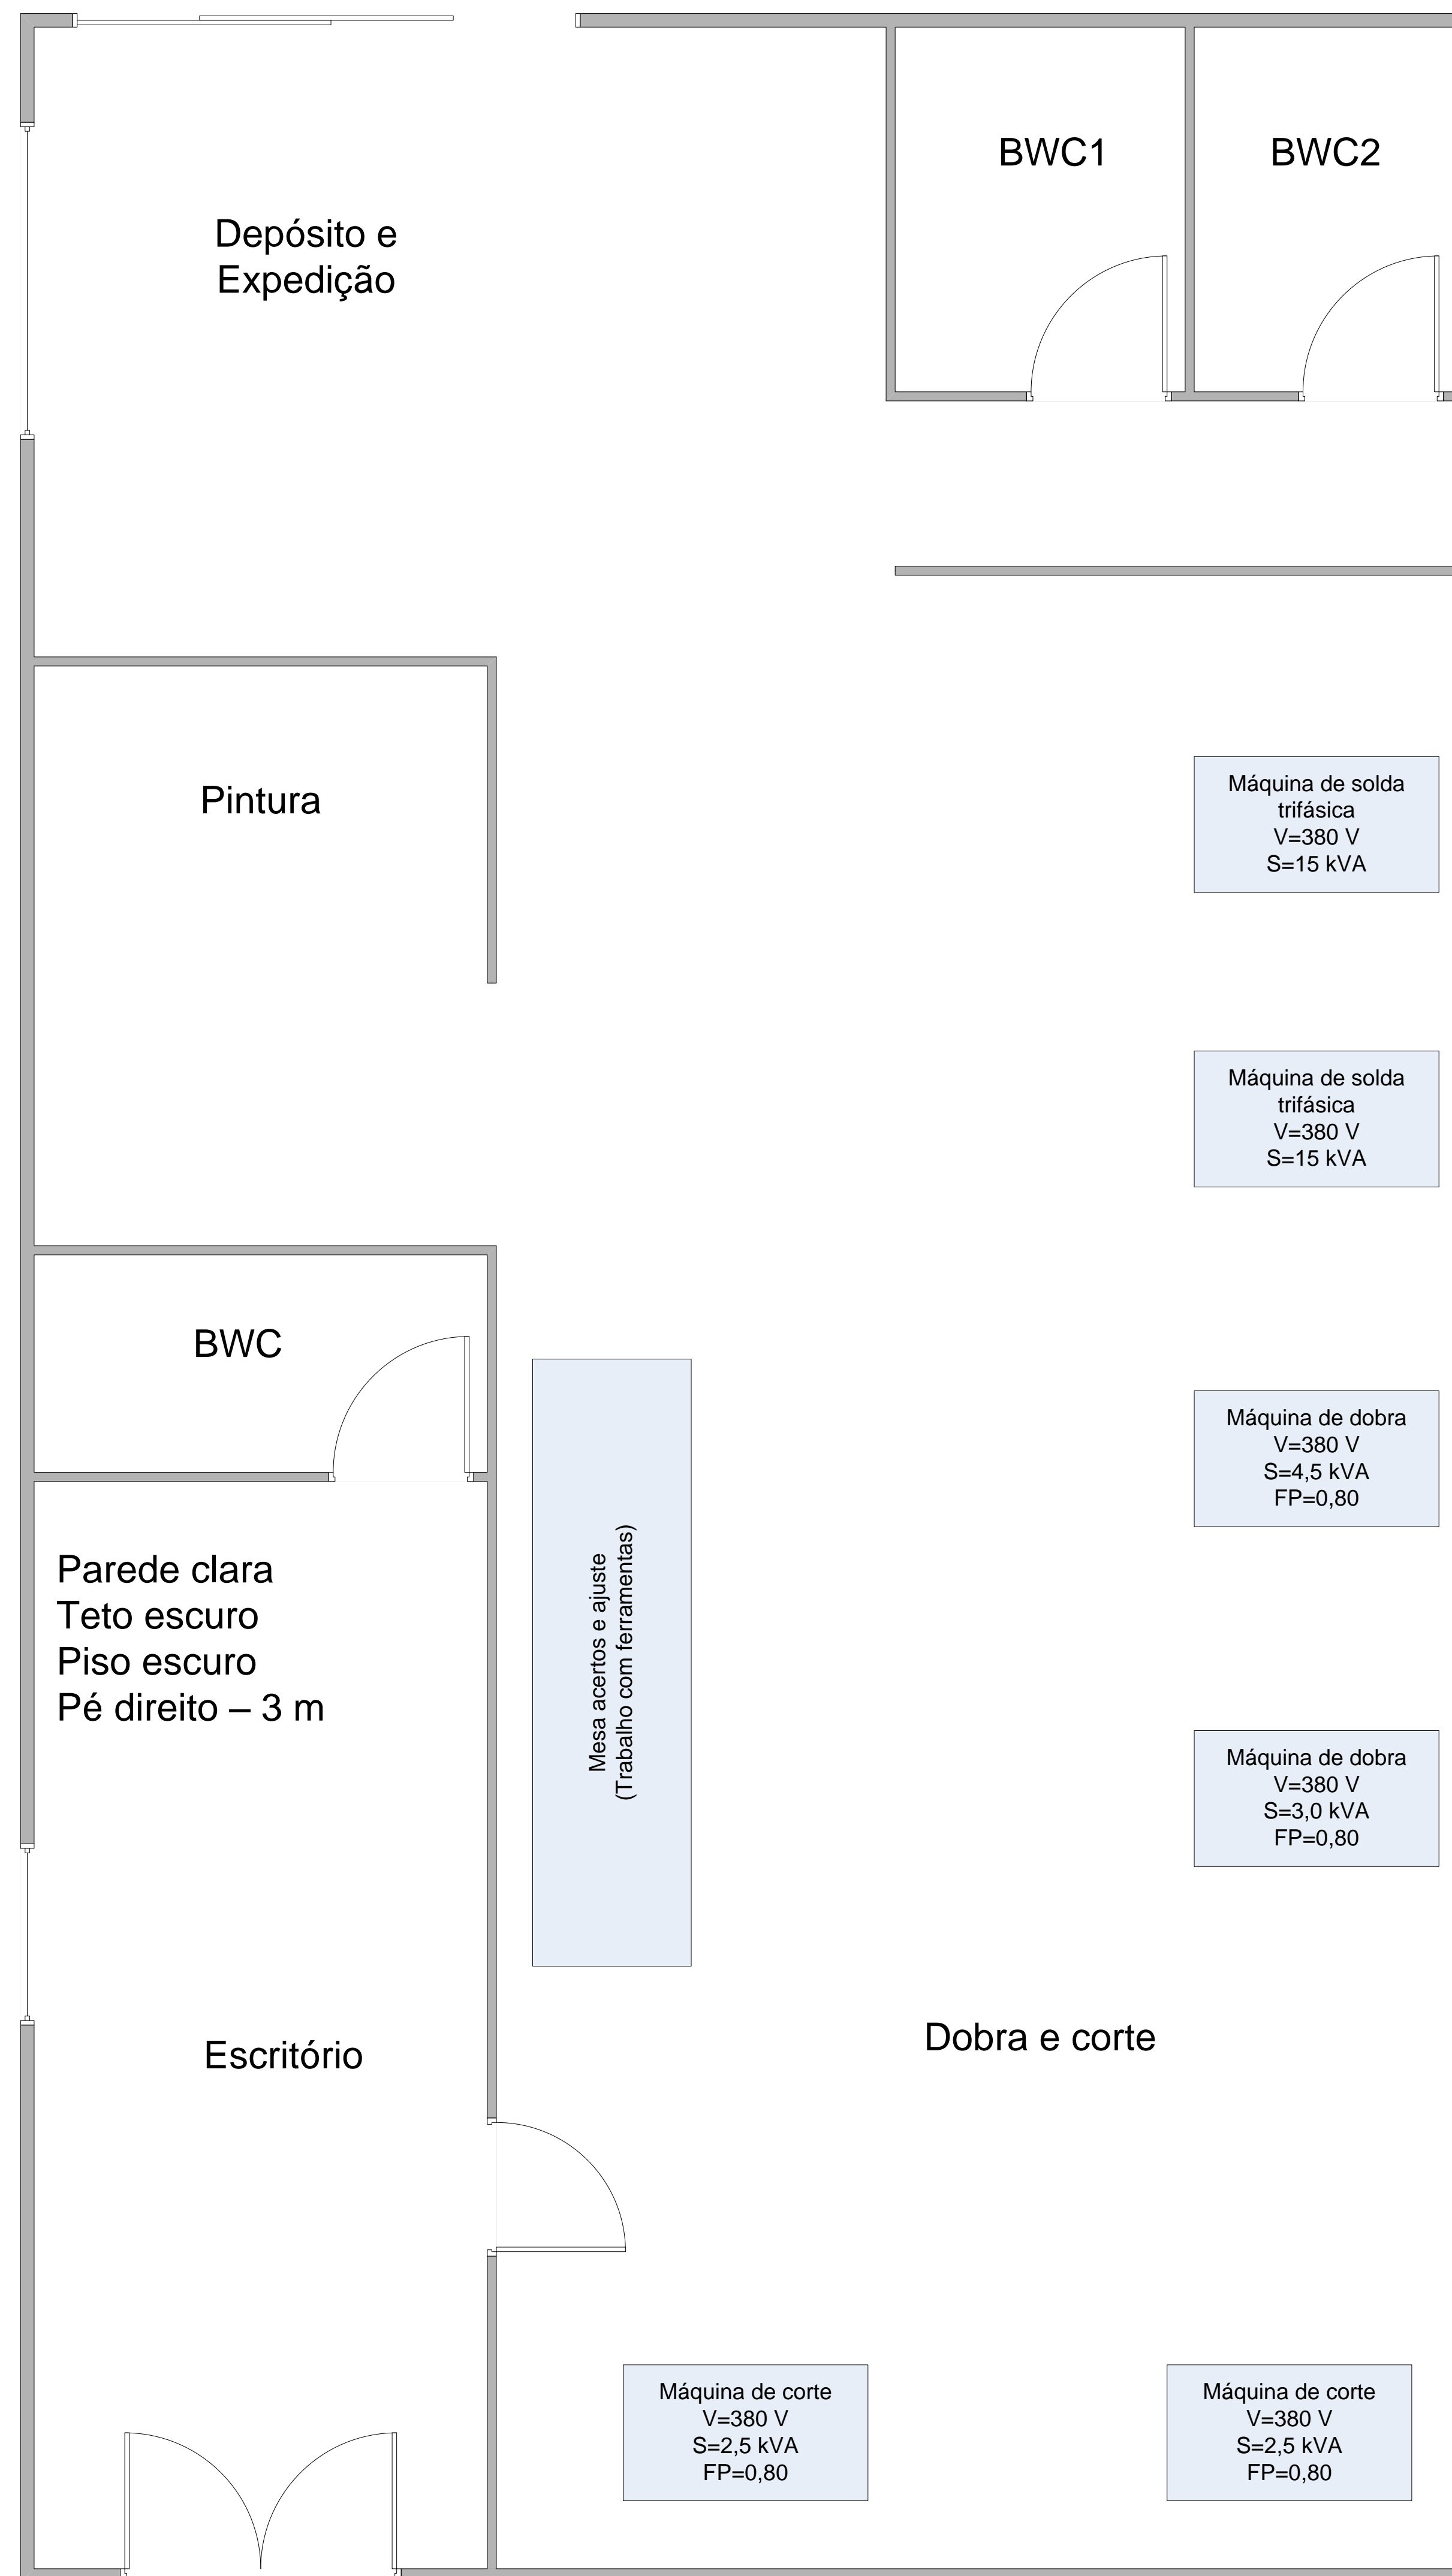 BWC1
BWC2
Depósito e
Expedição
Pintura
Máquina de solda
trifásica
V=380 V
S=15 kVA
Máquina de solda
trifásica
V=380 V
S=15 kVA
BWC
Máquina de dobra
V=380 V
S=4,5 kVA
FP=0,80
Parede clara
Teto escuro
Piso escuro
Pé direito – 3 m
Mesa acertos e ajuste
(Trabalho com ferramentas)
Máquina de dobra
V=380 V
S=3,0 kVA
FP=0,80
Dobra e corte
Escritório
Máquina de corte
V=380 V
S=2,5 kVA
FP=0,80
Máquina de corte
V=380 V
S=2,5 kVA
FP=0,80